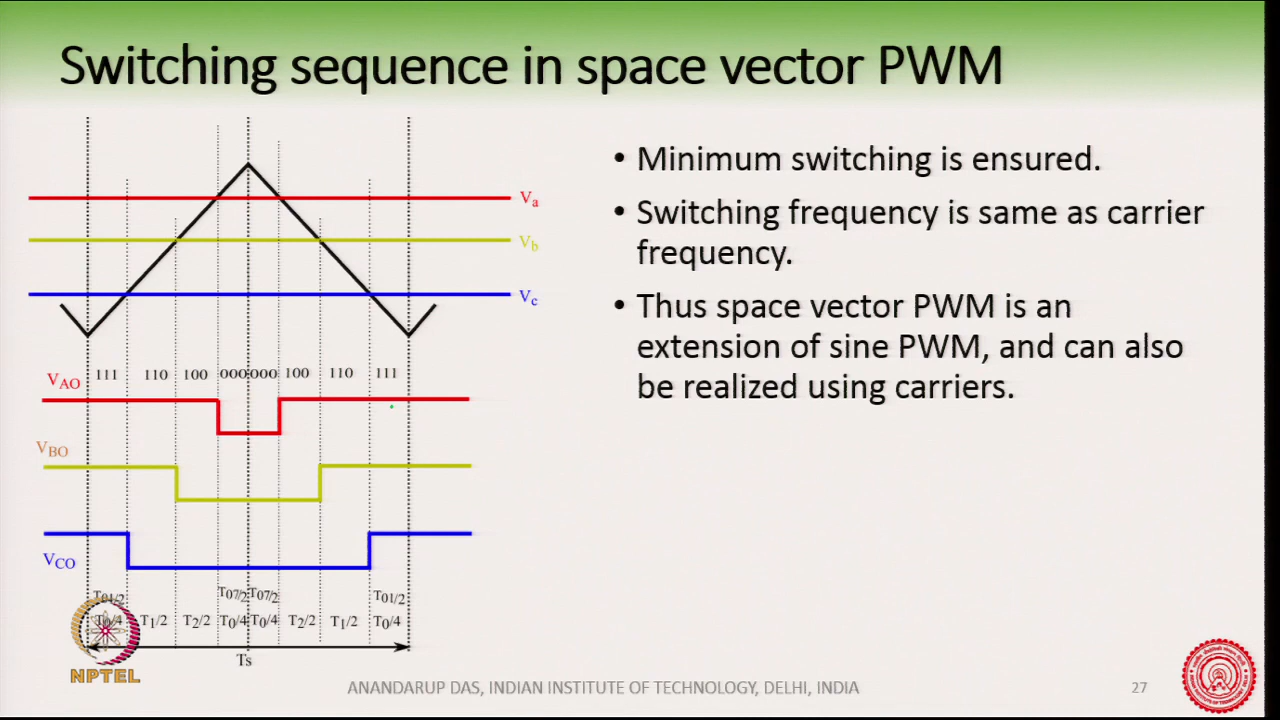 Switching sequence in space vector PWM
Va
Vb
Vc
VAO 111 110 100 000 000 100 110 111
VBO
VCO
T01/2 T07/2 T07/2 T01/2
T0/4 T1/2 T2/2 T0/4 T0/4 T2/2 T1/2 T0/4
Ts
• Minimum switching is ensured.
• Switching frequency is same as carrier
frequency.
• Thus space vector PWM is an
extension of sine PWM, and can also
be realized using carriers.
NPTEL
ANANDARUP DAS, INDIAN INSTITUTE OF TECHNOLOGY, DELHI, INDIA
27